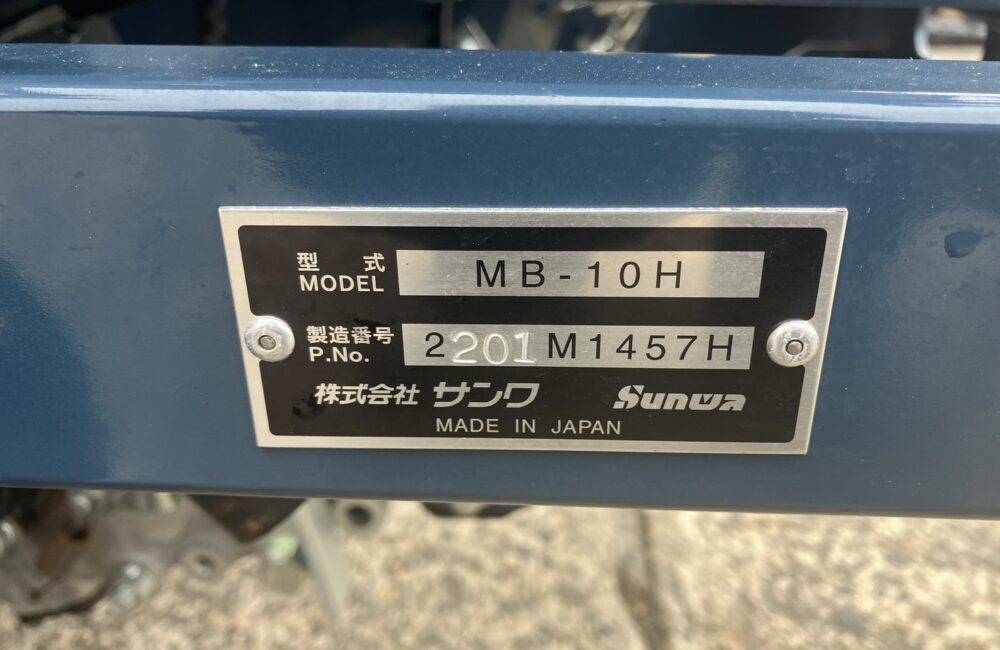 型式 MB-10H
MODEL
製造番号 2201M1457H
P.No.
株式会社 サンワ Sunwa
MADE IN JAPAN